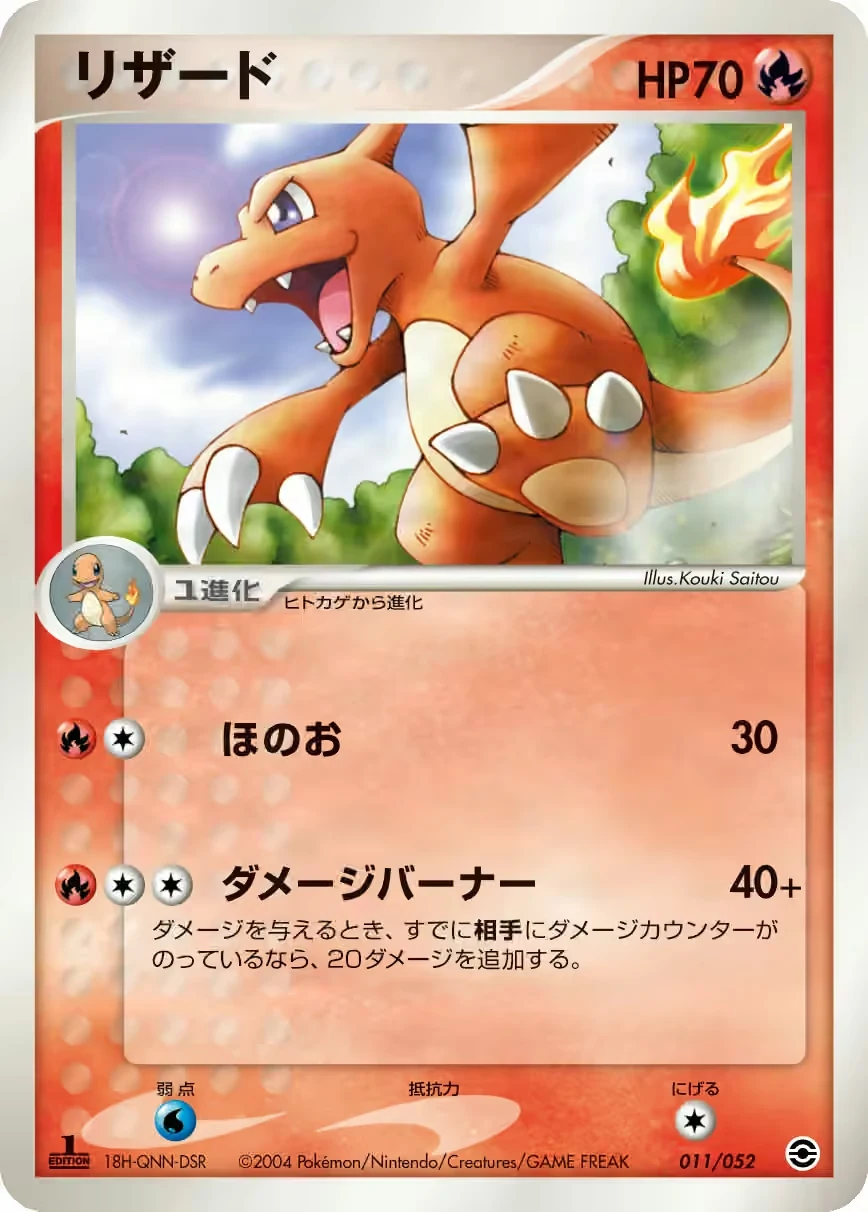 リザード
HP70
Illus.Kouki Saitou
1進化
ヒトカゲから進化
ほのお 30
ダメージバーナー 40+
ダメージを与えるとき、すでに相手にダメージカウンターが
のっているなら、20ダメージを追加する。
弱点 抵抗力 にげる
1 EDITION 18H-QNN-DSR ©2004 Pokémon/Nintendo/Creatures/GAME FREAK 011/052